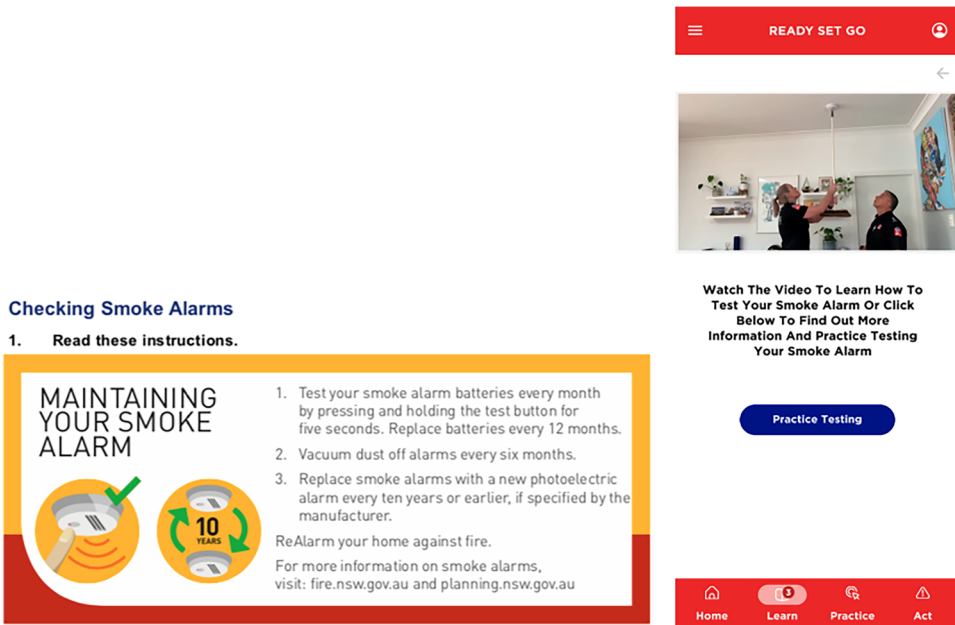 Checking Smoke Alarms
1. Read these instructions.
MAINTAINING
YOUR SMOKE
ALARM
10
YEARS
1. Test your smoke alarm batteries every month
by pressing and holding the test button for
five seconds. Replace batteries every 12 months.
2. Vacuum dust off alarms every six months.
3. Replace smoke alarms with a new photoelectric
alarm every ten years or earlier, if specified by the
manufacturer.
ReAlarm your home against fire.
For more information on smoke alarms,
visit: fire.nsw.gov.au and planning.nsw.gov.au
READY SET GO
Watch The Video To Learn How To
Test Your Smoke Alarm Or Click
Below To Find Out More
Information And Practice Testing
Your Smoke Alarm
Practice Testing
3
Home Learn Practice Act